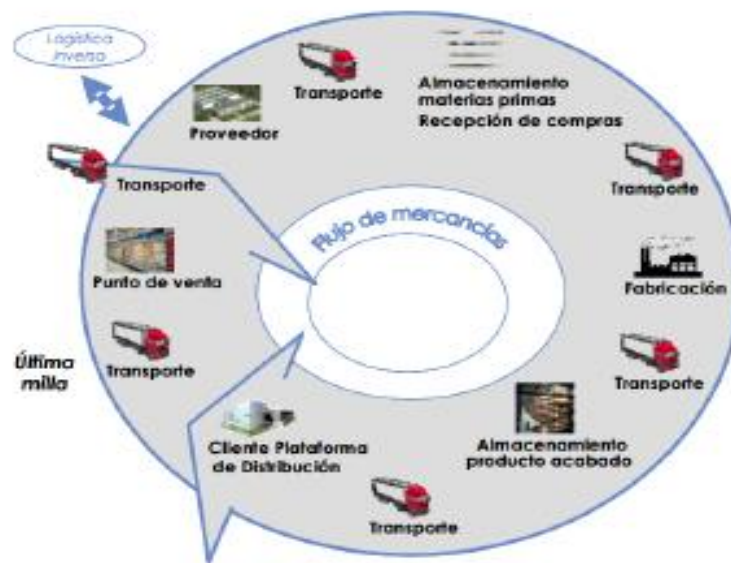 Logística
Inversa
Transporte
Almacenamiento
materias primas
Recepción de compras
Proveedor
Transporte
Transporte
Flujo de mercancías
Punto de venta
Fabricación
Última
milla
Transporte
Transporte
Cliente Plataforma
de Distribución
Almacenamiento
producto acabado
Transporte